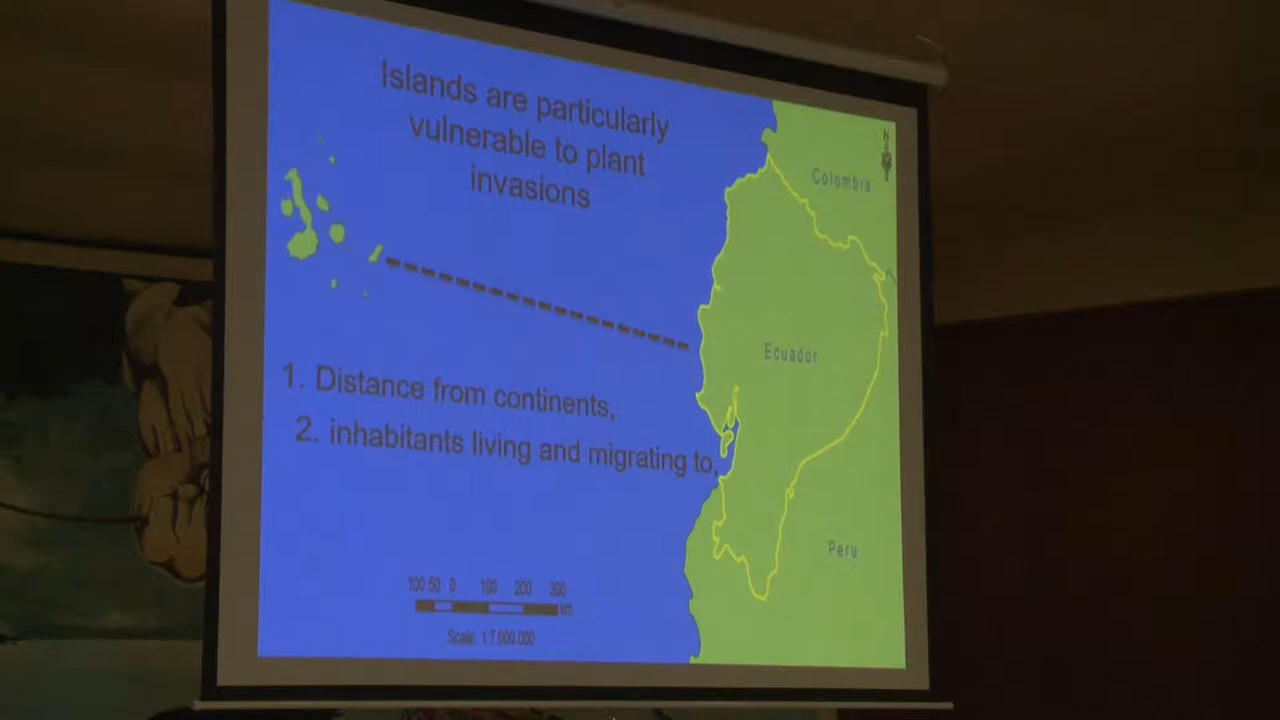 Islands are particularly
vulnerable to plant
invasions
N
Colombia
Ecuador
1. Distance from continents,
2. inhabitants living and migrating to,
Peru
100 50 0 100 200 300
km
Scale: 1:7.000.000